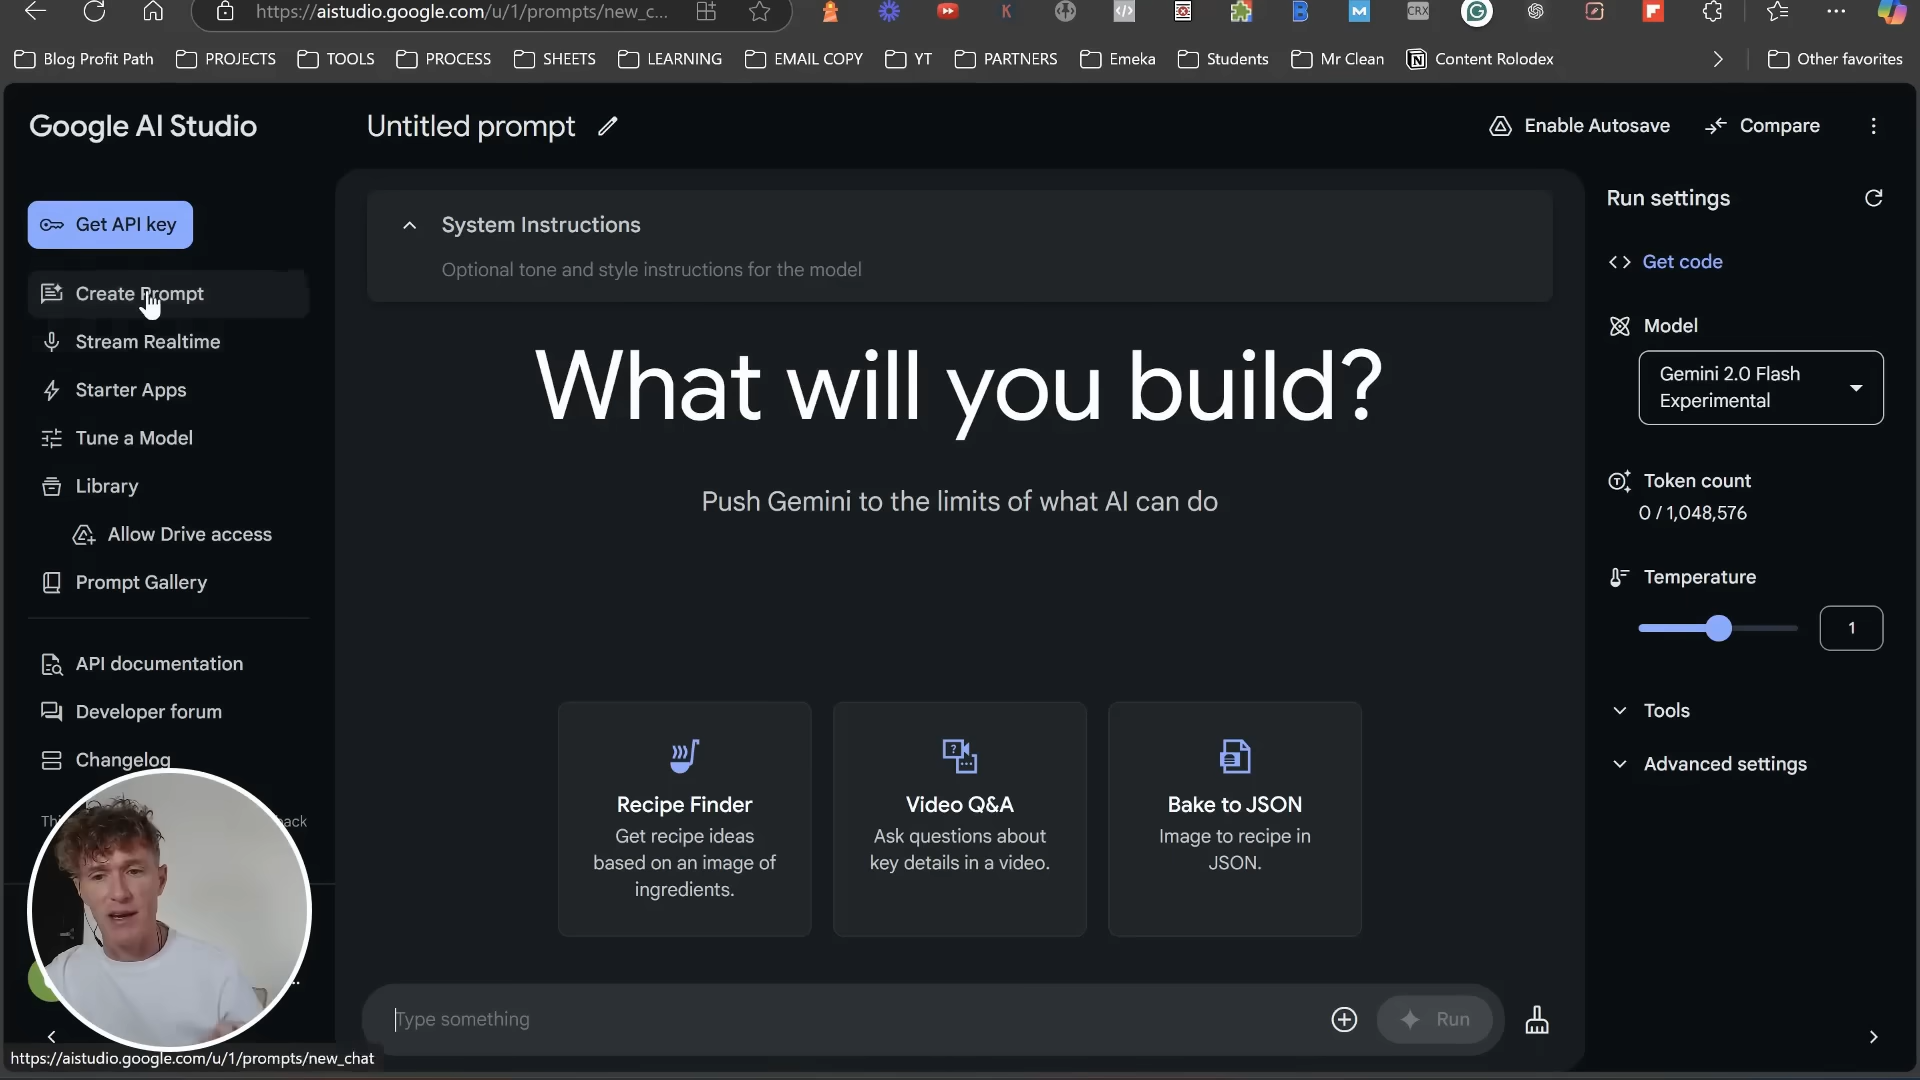 https://aistudio.google.com/u/1/prompts/new_c...
Blog Profit Path
PROJECTS
TOOLS
PROCESS
SHEETS
LEARNING
EMAIL COPY
YT
PARTNERS
Emeka
Students
Mr Clean
Content Rolodex
Other favorites
Google AI Studio
Untitled prompt
Enable Autosave
Compare
Get API key
Create Prompt
Stream Realtime
Starter Apps
Tune a Model
Library
Allow Drive access
Prompt Gallery
API documentation
Developer forum
Changelog
System Instructions
Optional tone and style instructions for the model
What will you build?
Push Gemini to the limits of what AI can do
Recipe Finder
Get recipe ideas
based on an image of
ingredients.
Video Q&A
Ask questions about
key details in a video.
Bake to JSON
Image to recipe in
JSON.
Type something
Run
Run settings
Get code
Model
Gemini 2.0 Flash
Experimental
Token count
0 / 1,048,576
Temperature
1
Tools
Advanced settings
https://aistudio.google.com/u/1/prompts/new_chat